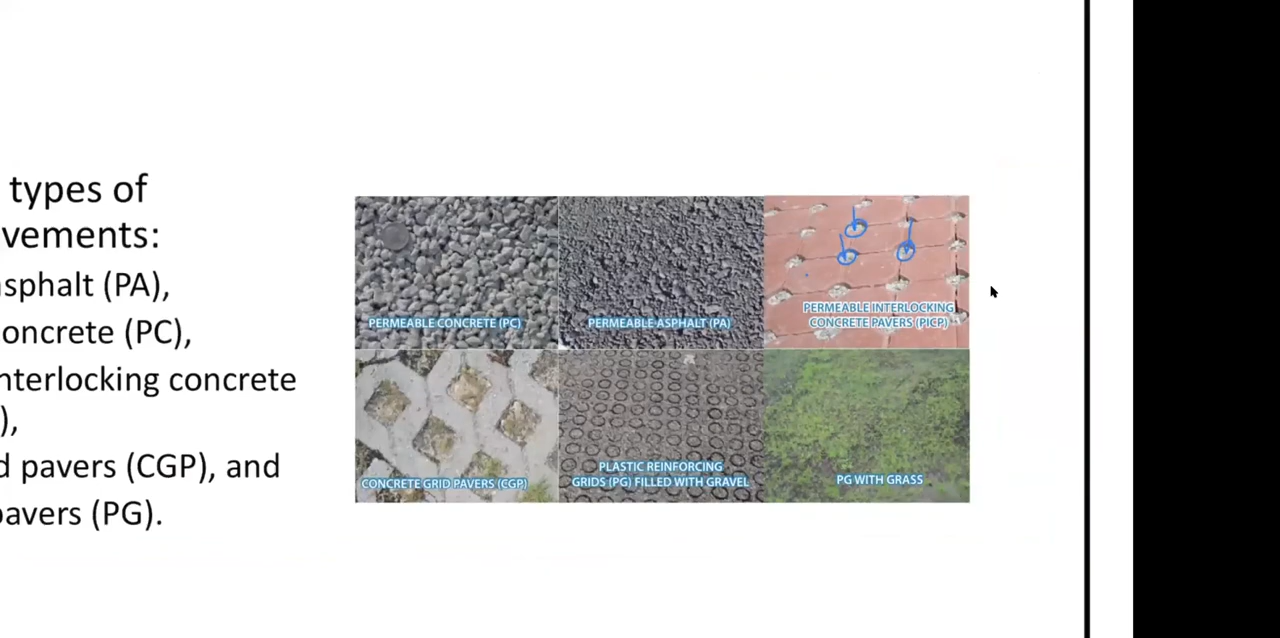 types of
vements:
sphalt (PA),
oncrete (PC),
nterlocking concrete
),
d pavers (CGP), and
pavers (PG).
PERMEABLE CONCRETE (PC)
PERMEABLE ASPHALT (PA)
PERMEABLE INTERLOCKING
CONCRETE PAVERS (PICP)
CONCRETE GRID PAVERS (CGP)
PLASTIC REINFORCING
GRIDS (PG) FILLED WITH GRAVEL
PG WITH GRASS